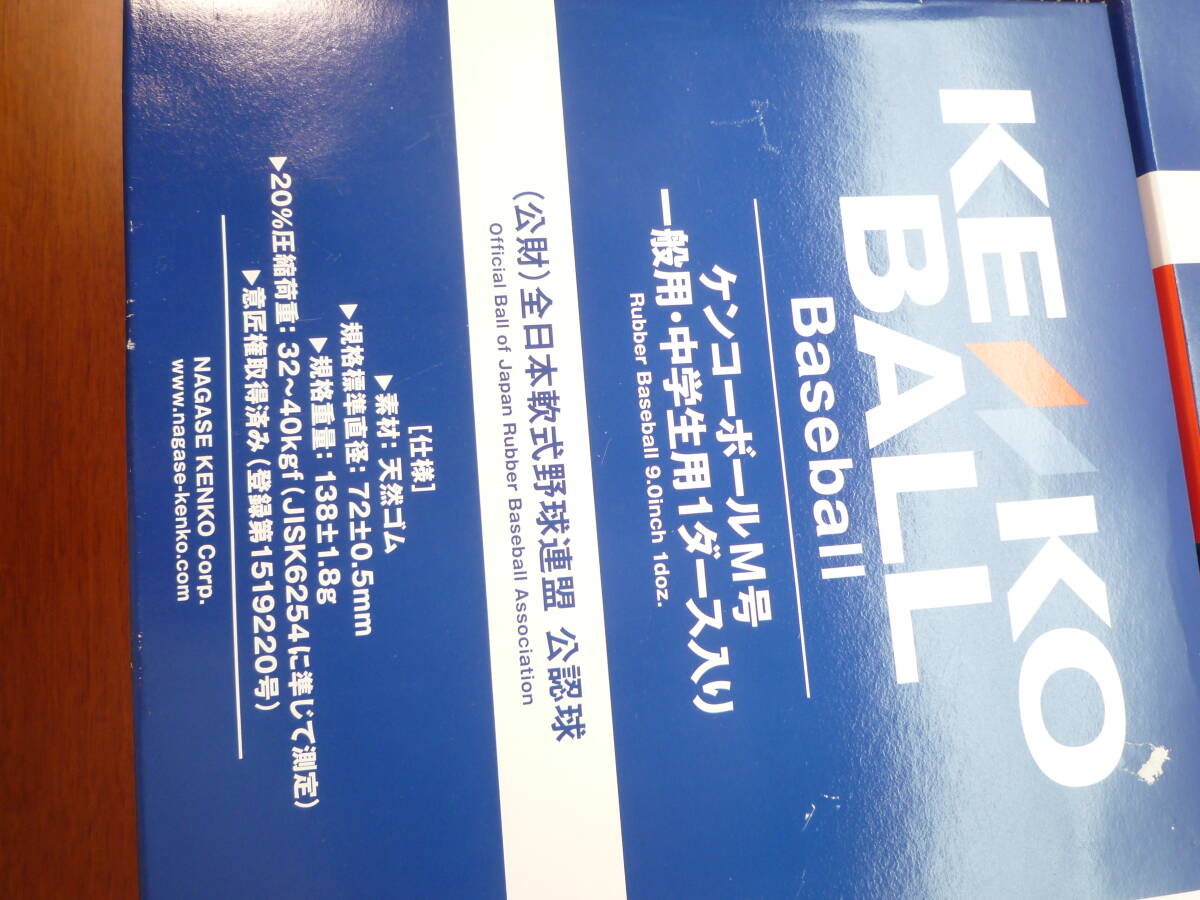 KENKO
BALL
Baseball
ケンコーボールM号
一般用・中学生用1ダース入り
Rubber Baseball 9.0inch 1doz.
(公財)全日本軟式野球連盟 公認球
Official Ball of Japan Rubber Baseball Association
[仕様]
▶素材：天然ゴム
▶規格標準直径：72±0.5mm
▶規格重量：138±1.8g
▶20%圧縮荷重：32〜40kgf(JISK6254に準じて測定)
▶意匠権取得済み(登録第1519220号)
NAGASE KENKO Corp.
www.nagase-kenko.com